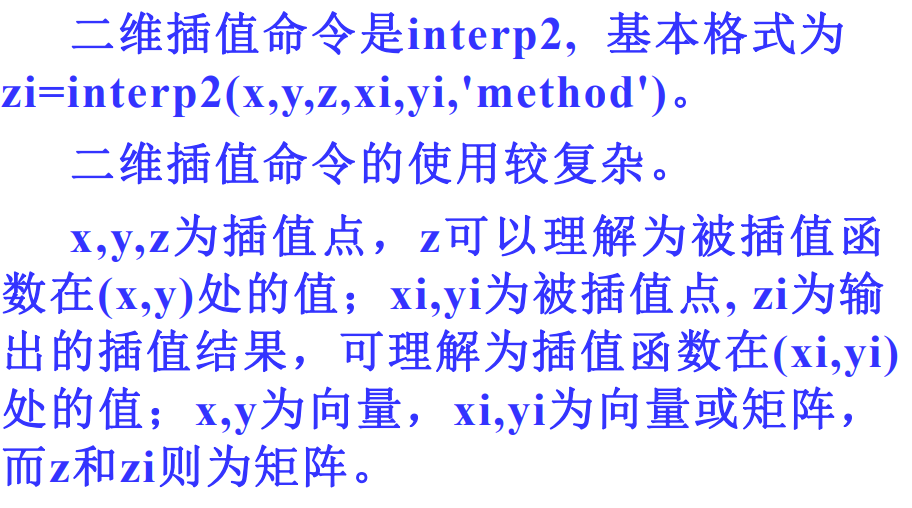 二维插值命令是interp2，基本格式为
zi=interp2(x,y,z,xi,yi,'method')。
二维插值命令的使用较复杂。
x,y,z为插值点，z可以理解为被插值函
数在(x,y)处的值；xi,yi为被插值点, zi为输
出的插值结果，可理解为插值函数在(xi,yi)
处的值；x,y为向量，xi,yi为向量或矩阵，
而z和zi则为矩阵。